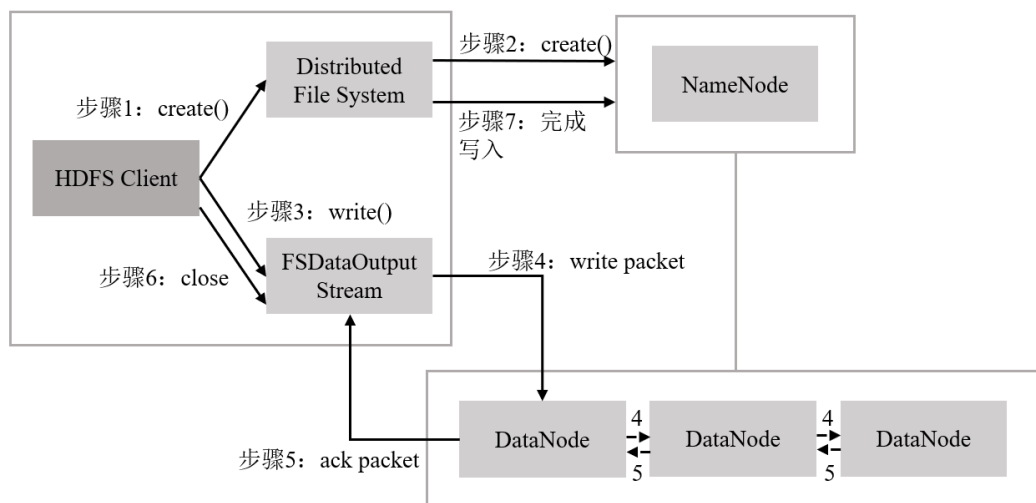 步骤2：create()
Distributed
File System
NameNode
步骤1：create()
步骤7：完成
写入
HDFS Client
步骤3：write()
步骤4：write packet
FSDataOutput
Stream
步骤6：close
4
4
DataNode
DataNode
DataNode
步骤5：ack packet
5
5